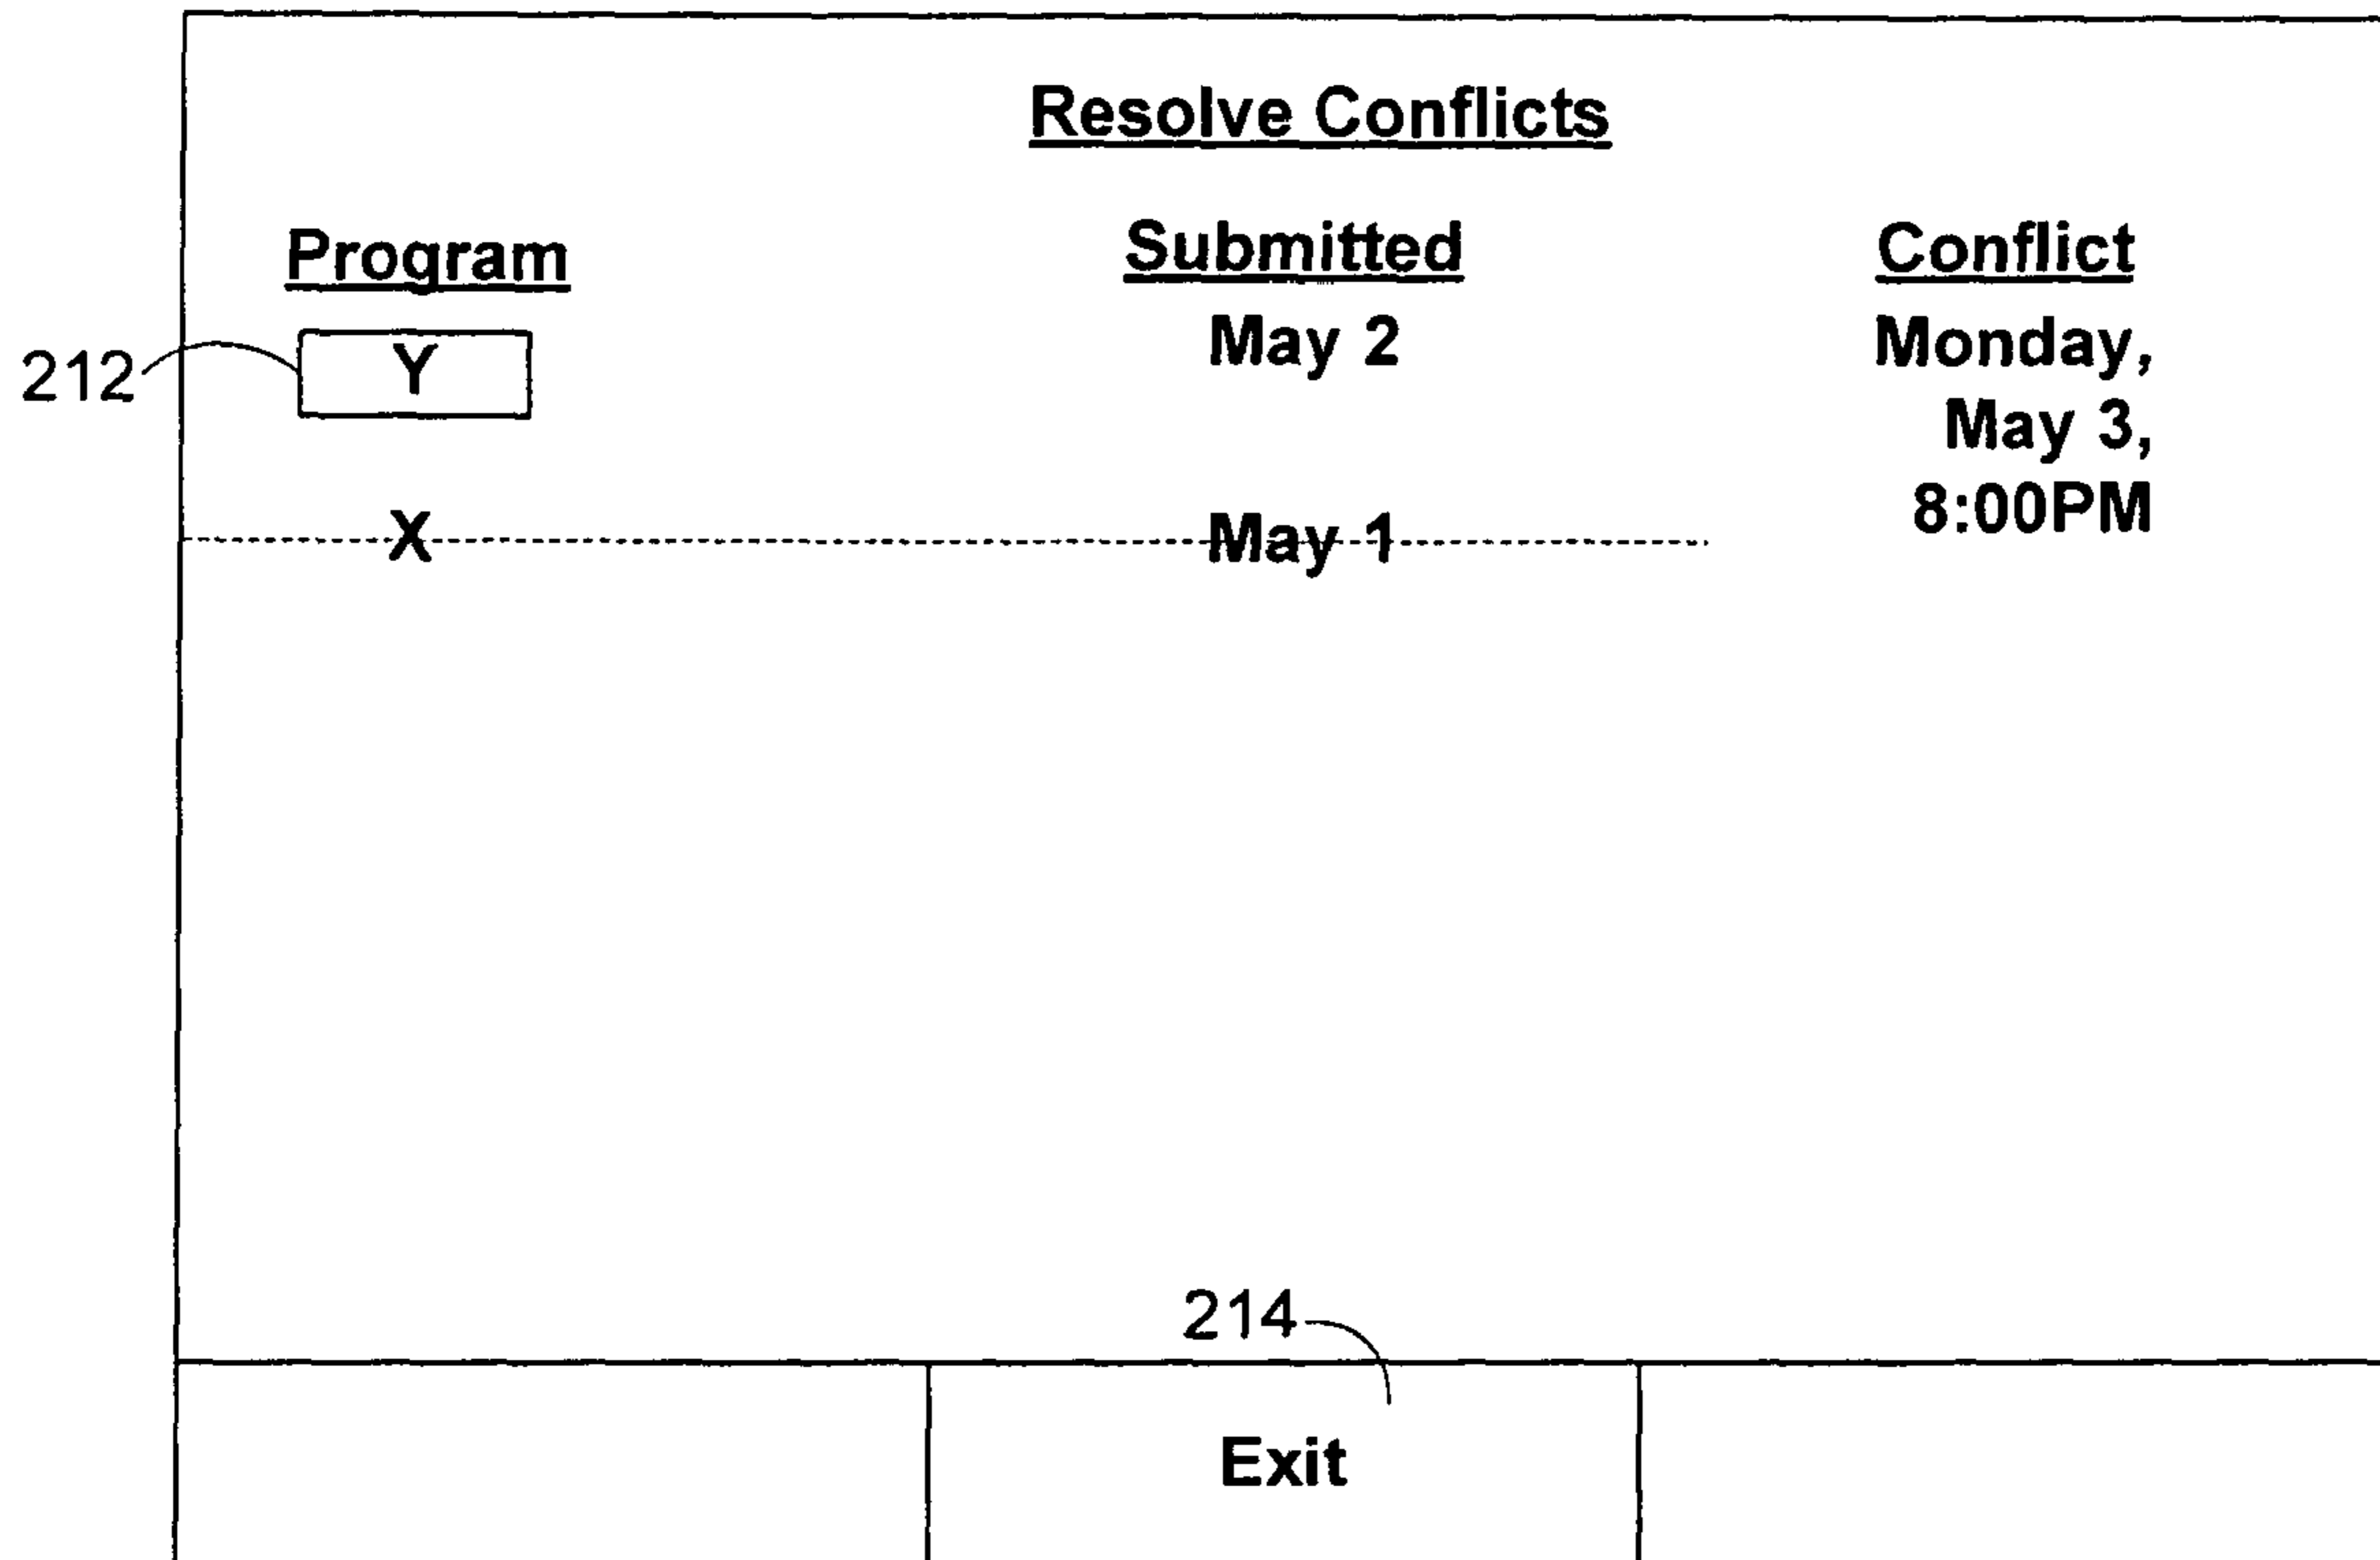 Resolve Conflicts
Program Submitted Conflict
212 Y May 2 Monday,
May 3,
8:00PM
X May 1
214
Exit